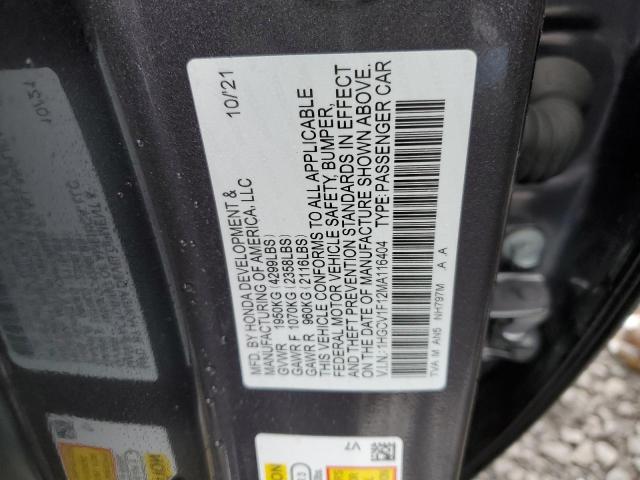 MFD. BY HONDA DEVELOPMENT & 10/'21
MANUFACTURING OF AMERICA, LLC
GVWR 1950KG(4299LBS)
GAWR F 1070KG(2358LBS)
GAWR R 960KG(2116LBS)
THIS VEHICLE CONFORMS TO ALL APPLICABLE
FEDERAL MOTOR VEHICLE SAFETY, BUMPER,
AND THEFT PREVENTION STANDARDS IN EFFECT
ON THE DATE OF MANUFACTURE SHOWN ABOVE.
V.I.N.:1HGCV1F12MA116404 TYPE:PASSENGER CAR
TVA M AN5 NH797M A A
V7